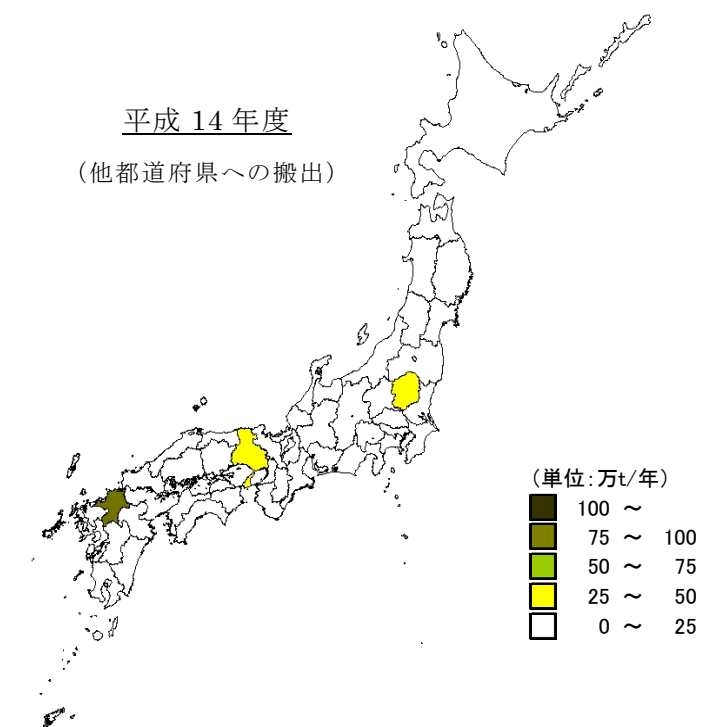 平成 14 年度
（他都道府県への搬出）
（単位：万t/年）
100 ～
75 ～ 100
50 ～ 75
25 ～ 50
0 ～ 25